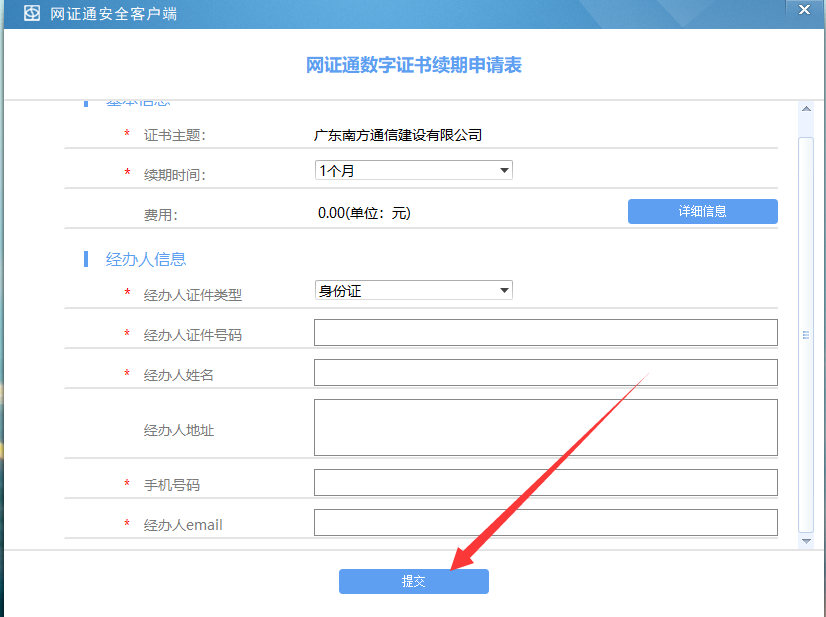 网证通安全客户端
网证通数字证书续期申请表
基本信息
* 证书主题: 广东南方通信建设有限公司
* 续期时间: 1个月
费用: 0.00(单位：元) 详细信息
经办人信息
* 经办人证件类型 身份证
* 经办人证件号码
* 经办人姓名
经办人地址
* 手机号码
* 经办人email
提交